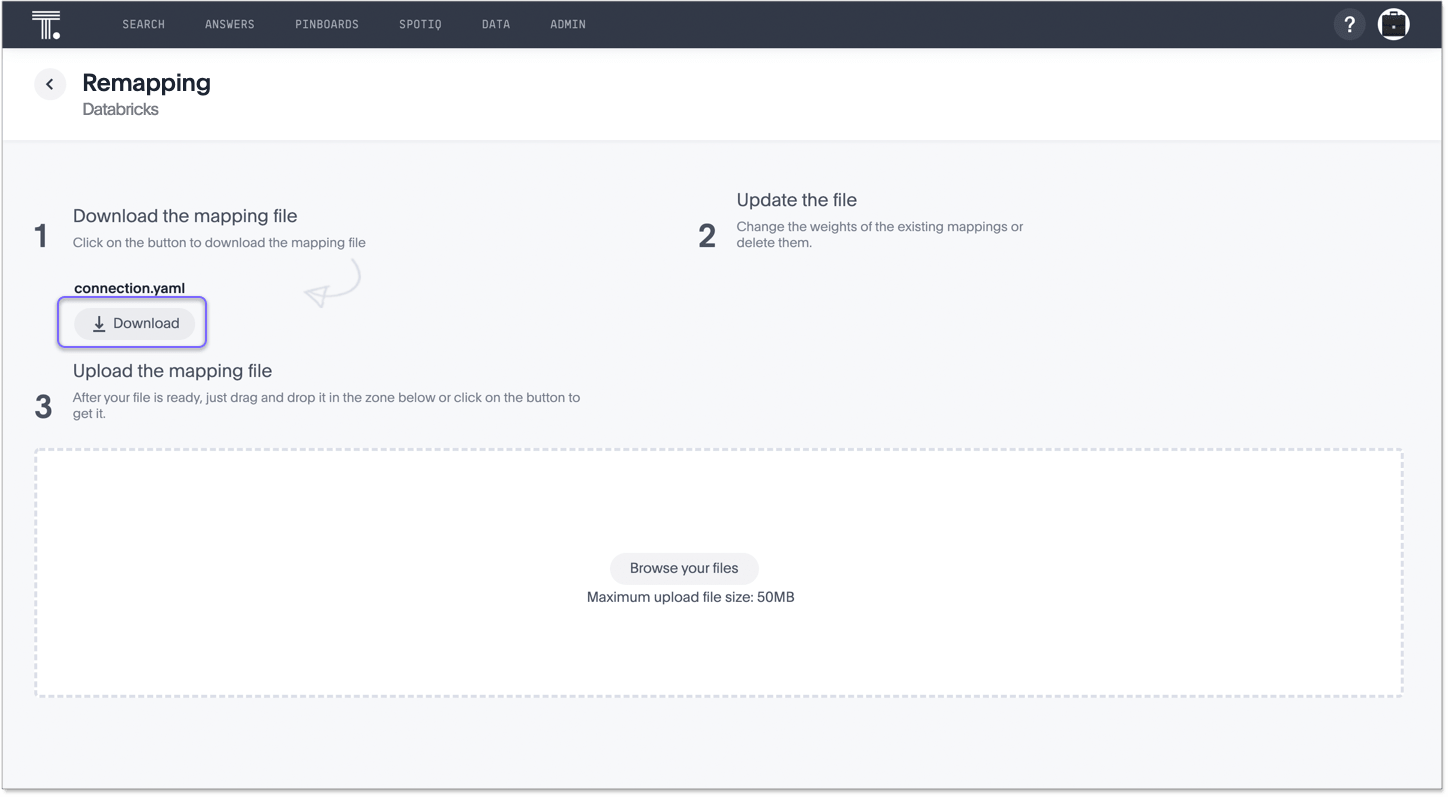 T.
SEARCH ANSWERS PINBOARDS SPOTIQ DATA ADMIN ?
Remapping
Databricks
1
Download the mapping file
Click on the button to download the mapping file
connection.yaml
Download
2
Update the file
Change the weights of the existing mappings or
delete them.
3
Upload the mapping file
After your file is ready, just drag and drop it in the zone below or click on the button to
get it.
Browse your files
Maximum upload file size: 50MB